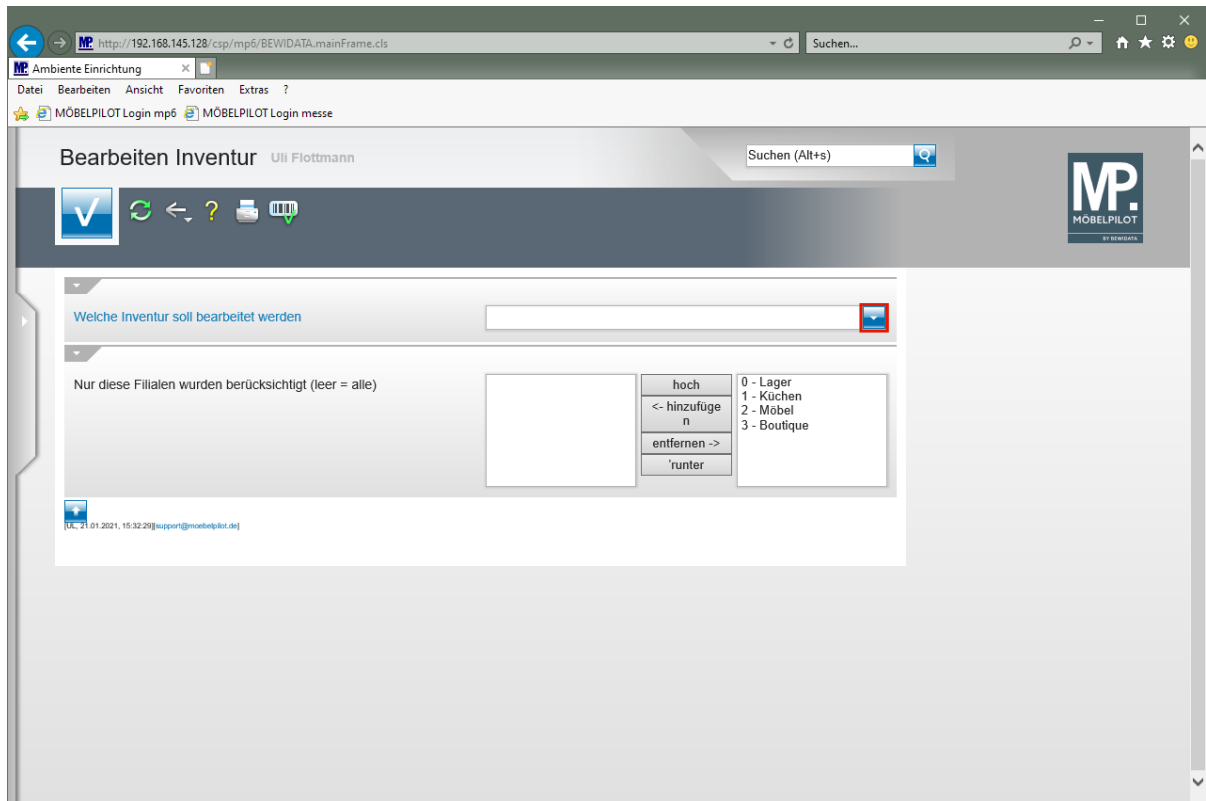 http://192.168.145.128/csp/mp6/BEWIDATA.mainFrame.cls
Suchen...
MP. Ambiente Einrichtung
Datei Bearbeiten Ansicht Favoriten Extras ?
MÖBELPILOT Login mp6 MÖBELPILOT Login messe
Bearbeiten Inventur Uli Flottmann
Suchen (Alt+s)
MP.
MÖBELPILOT
BY BEWIDATA
Welche Inventur soll bearbeitet werden
Nur diese Filialen wurden berücksichtigt (leer = alle)
hoch
<- hinzufüge
n
entfernen ->
'runter
0 - Lager
1 - Küchen
2 - Möbel
3 - Boutique
[UL, 21.01.2021, 15:32:29][support@moebelpilot.de]